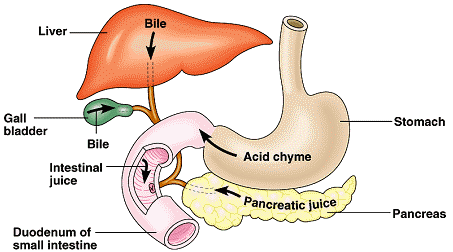 Bile
Liver
Gall
bladder
Bile
Stomach
Acid chyme
Intestinal
juice
Pancreatic juice
Pancreas
Duodenum of
small intestine